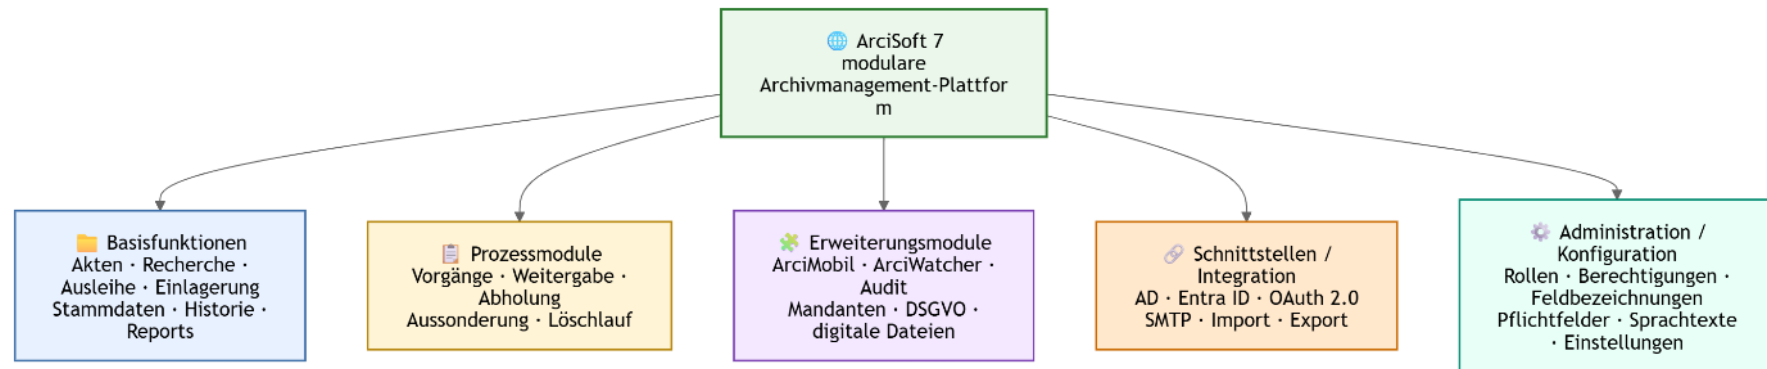 🌐 ArciSoft 7
modulare
Archivmanagement-Plattfor
m
📁 Basisfunktionen
Akten · Recherche ·
Ausleihe · Einlagerung
Stammdaten · Historie ·
Reports
📋 Prozessmodule
Vorgänge · Weitergabe ·
Abholung
Aussonderung · Löschlauf
🧩 Erweiterungsmodule
ArciMobil · ArciWatcher ·
Audit
Mandanten · DSGVO ·
digitale Dateien
🔗 Schnittstellen /
Integration
AD · Entra ID · OAuth 2.0
SMTP · Import · Export
⚙️ Administration /
Konfiguration
Rollen · Berechtigungen ·
Feldbezeichnungen
Pflichtfelder · Sprachtexte
· Einstellungen